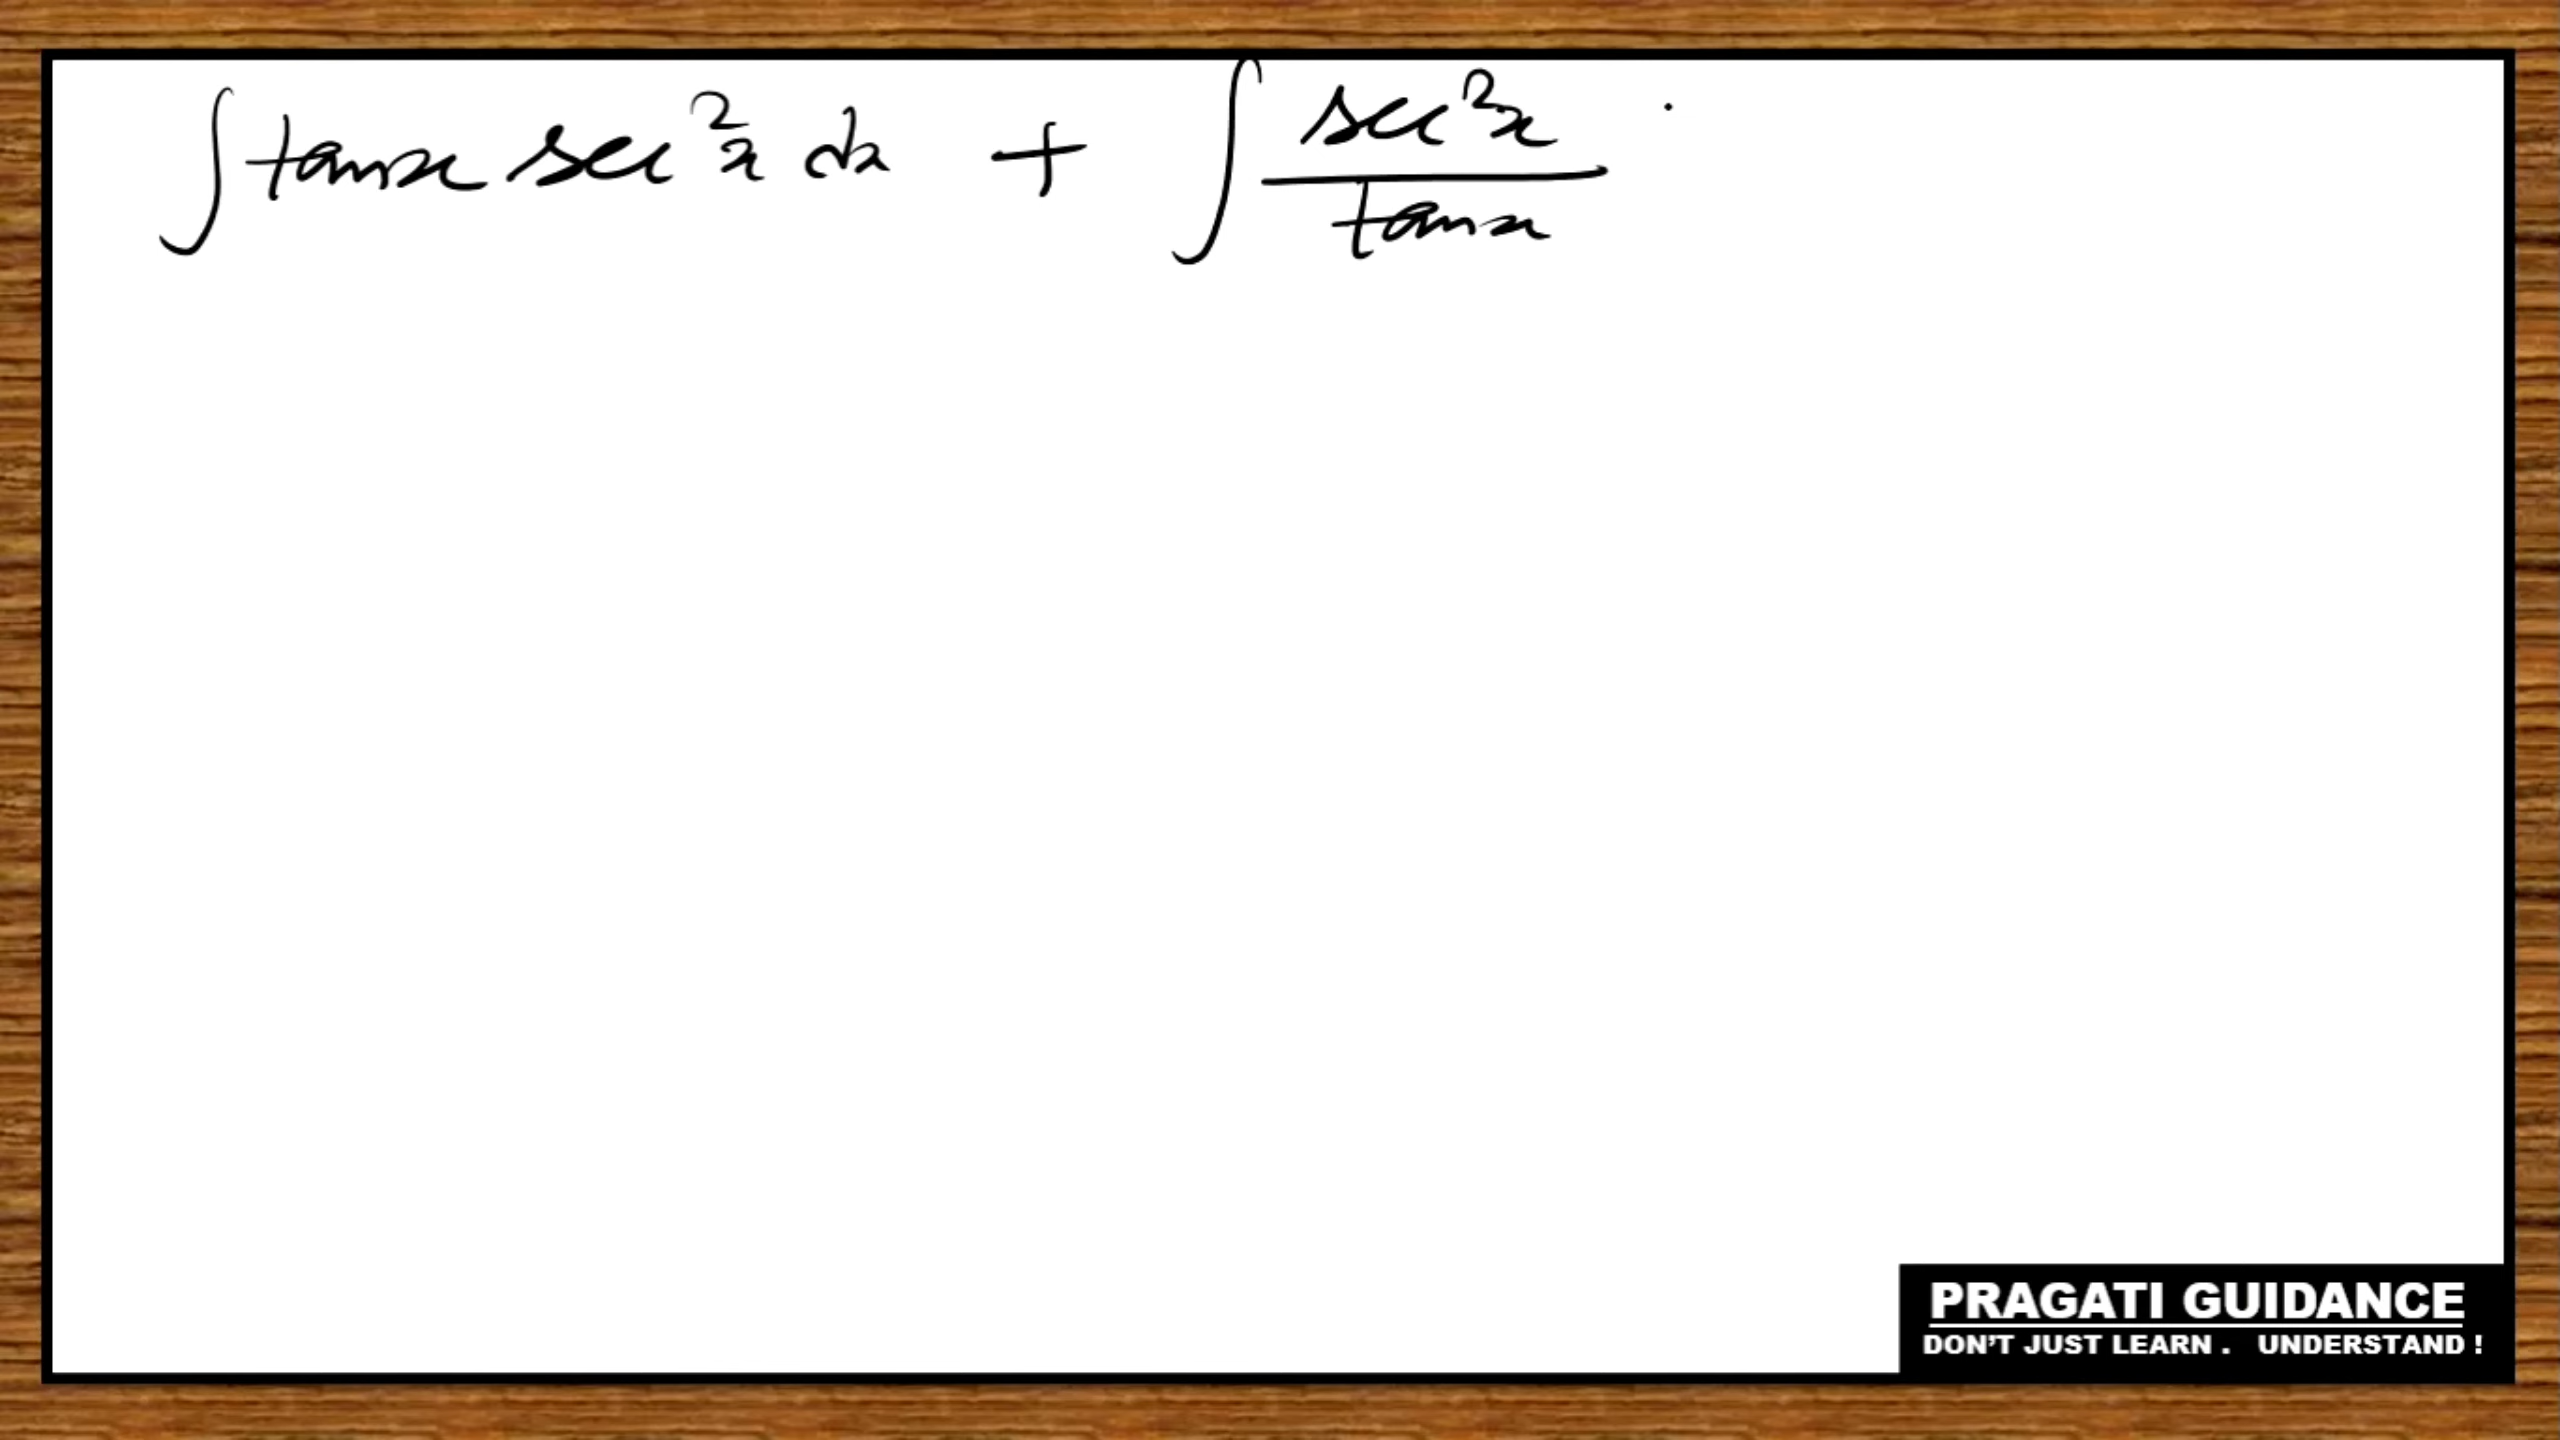 ∫ tanx sec²x dx + ∫ sec²x / tanx
PRAGATI GUIDANCE
DON'T JUST LEARN . UNDERSTAND !